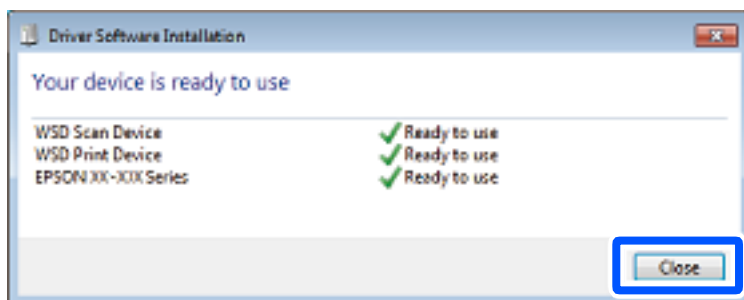 Driver Software Installation
Your device is ready to use
WSD Scan Device Ready to use
WSD Print Device Ready to use
EPSON XX-XXX Series Ready to use
Close